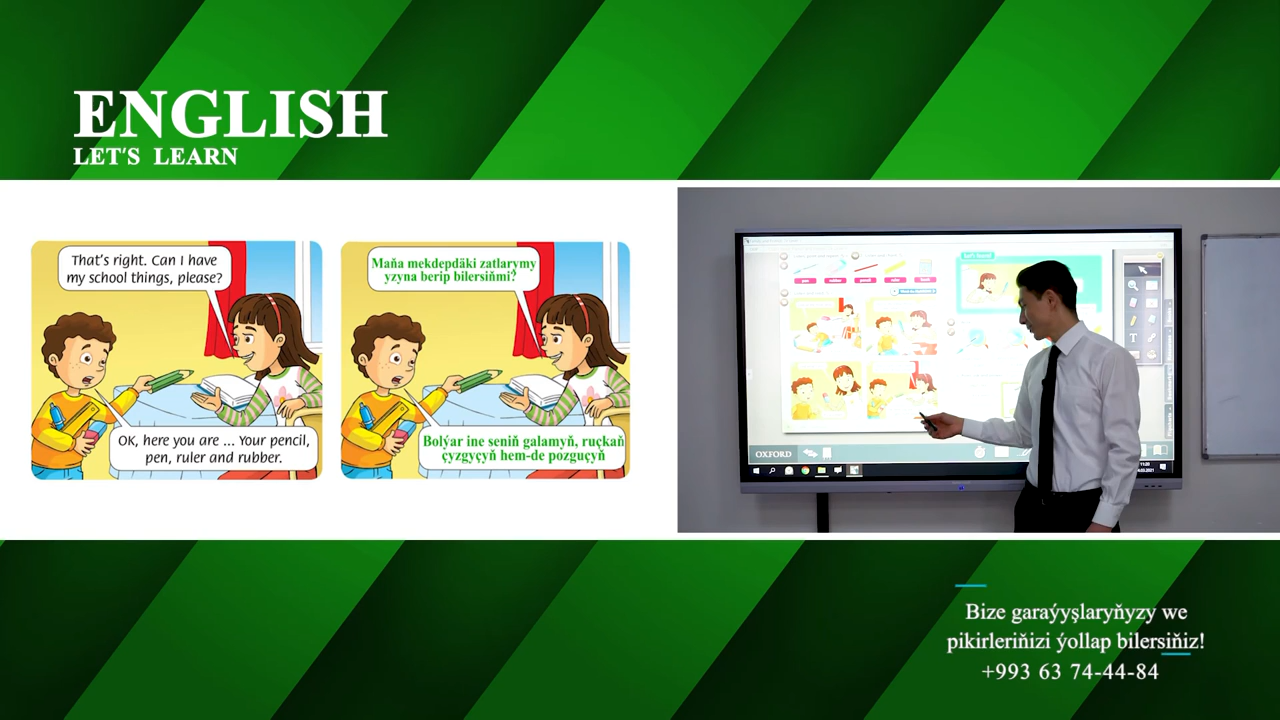 ENGLISH
LET'S LEARN
That's right. Can I have
my school things, please?
OK, here you are ... Your pencil,
pen, ruler and rubber.
Maňa mekdepdäki zatlarymy
yzyna berip bilersiňmi?
Bolýar ine seniň galamyň, ruçkaň
çyzgyçyň hem-de pozguçyň
OXFORD
Bize garaýyşlaryňyzy we
pikirleriňizi ýollap bilersiňiz!
+993 63 74-44-84